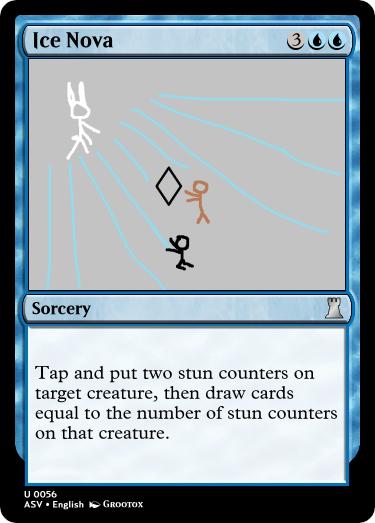 Ice Nova 3
Sorcery
Tap and put two stun counters on
target creature, then draw cards
equal to the number of stun counters
on that creature.
U 0056
ASV • English Grootox